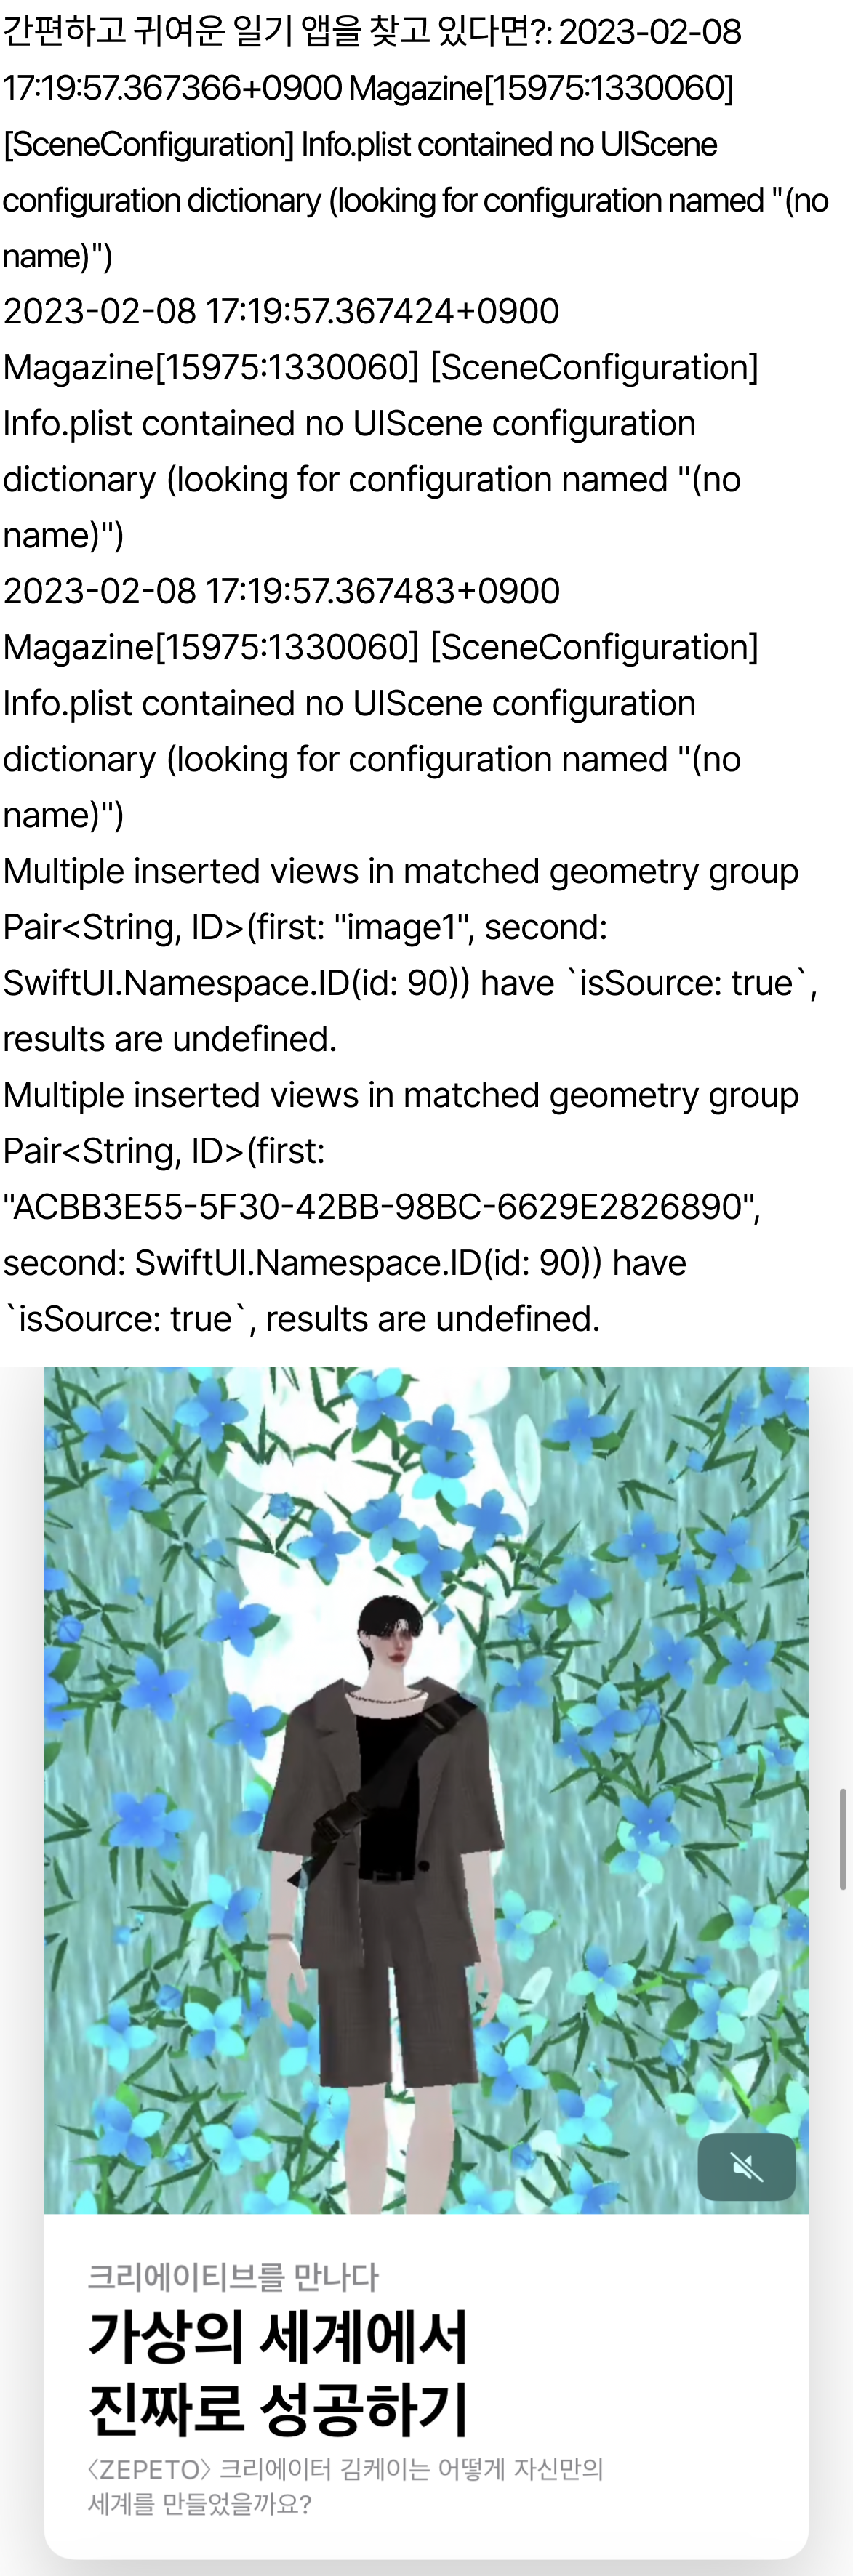 간편하고 귀여운 일기 앱을 찾고 있다면?: 2023-02-08
17:19:57.367366+0900 Magazine[15975:1330060]
[SceneConfiguration] Info.plist contained no UIScene
configuration dictionary (looking for configuration named "(no
name)")
2023-02-08 17:19:57.367424+0900
Magazine[15975:1330060] [SceneConfiguration]
Info.plist contained no UIScene configuration
dictionary (looking for configuration named "(no
name)")
2023-02-08 17:19:57.367483+0900
Magazine[15975:1330060] [SceneConfiguration]
Info.plist contained no UIScene configuration
dictionary (looking for configuration named "(no
name)")
Multiple inserted views in matched geometry group
Pair<String, ID>(first: "image1", second:
SwiftUI.Namespace.ID(id: 90)) have `isSource: true`,
results are undefined.
Multiple inserted views in matched geometry group
Pair<String, ID>(first:
"ACBB3E55-5F30-42BB-98BC-6629E2826890",
second: SwiftUI.Namespace.ID(id: 90)) have
`isSource: true`, results are undefined.
크리에이티브를 만나다
가상의 세계에서
진짜로 성공하기
〈ZEPETO〉 크리에이터 김케이는 어떻게 자신만의
세계를 만들었을까요?